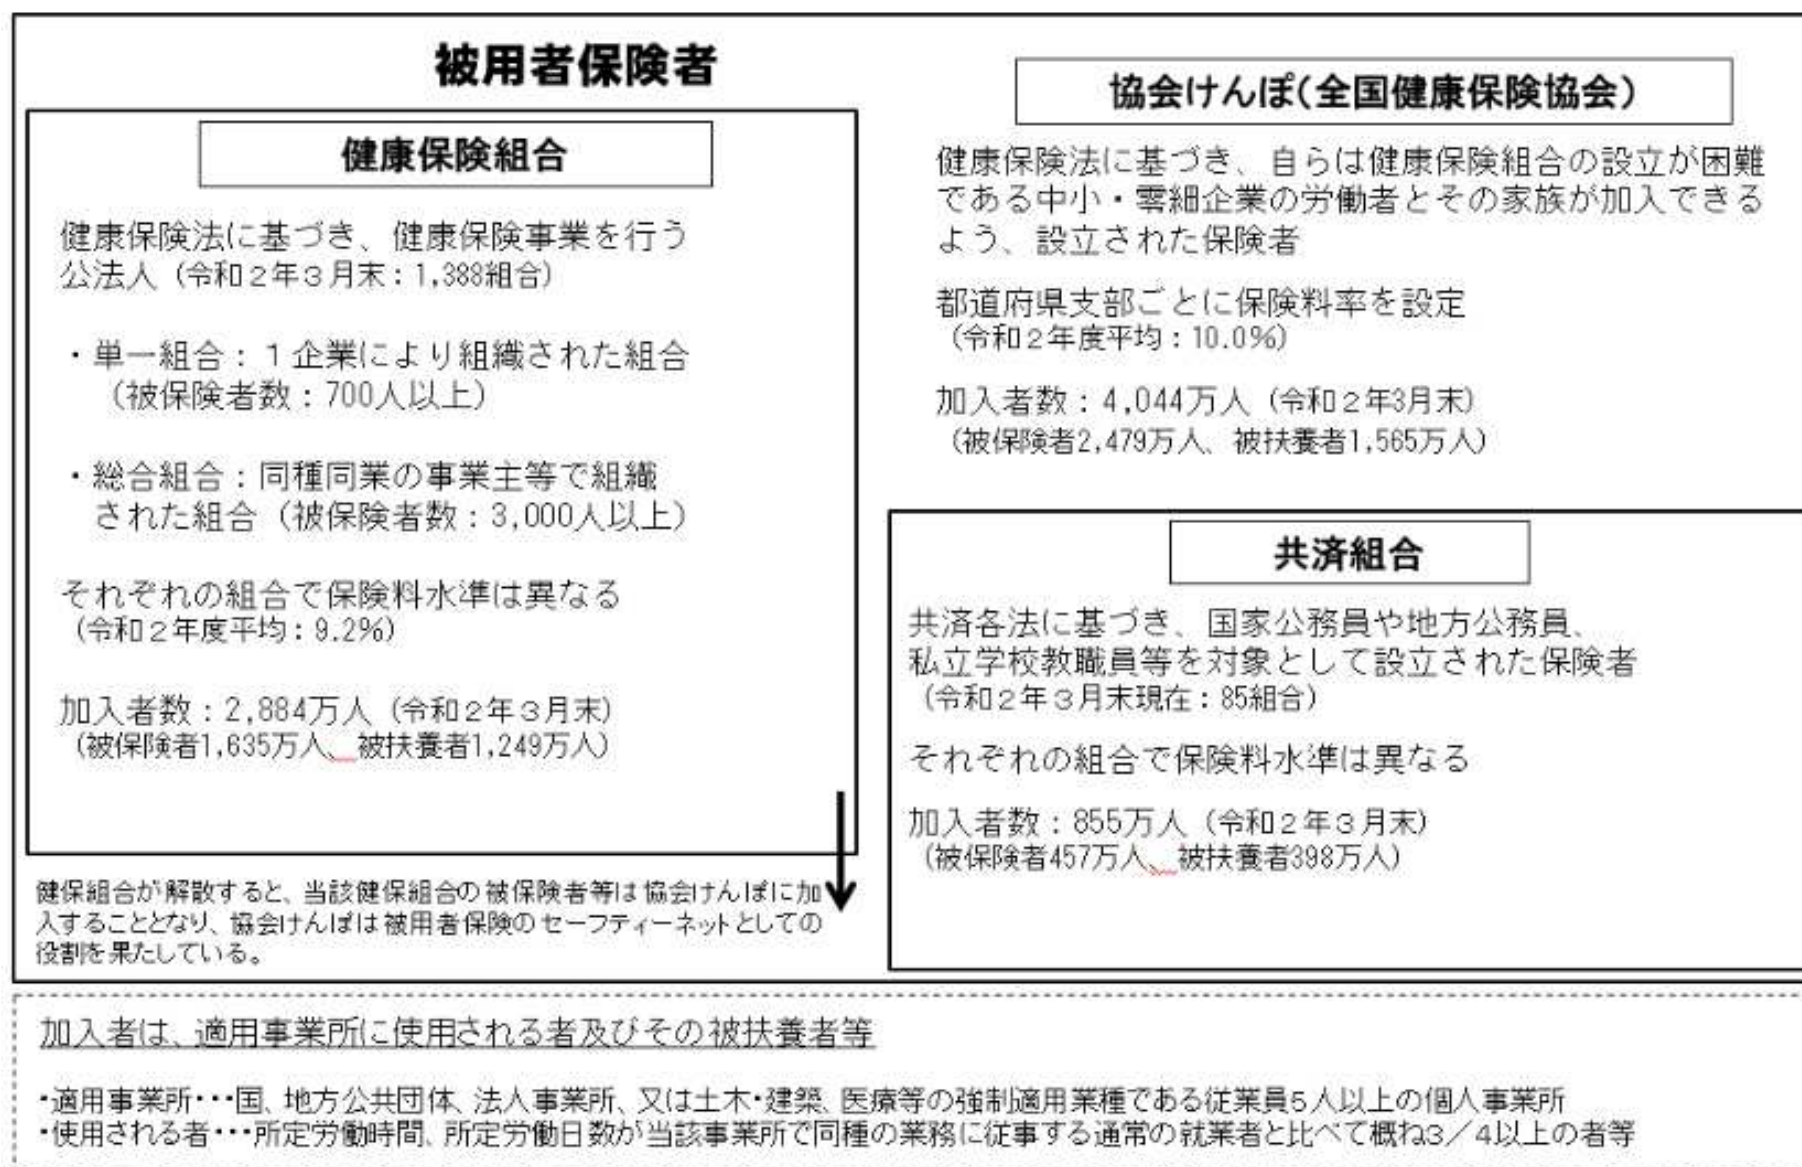 被用者保険者
健康保険組合
健康保険法に基づき、健康保険事業を行う
公法人（令和２年３月末：1,388組合）
・単一組合：１企業により組織された組合
（被保険者数：700人以上）
・総合組合：同種同業の事業主等で組織
された組合（被保険者数：3,000人以上）
それぞれの組合で保険料水準は異なる
（令和２年度平均：9.2%）
加入者数：2,884万人（令和２年３月末）
（被保険者1,635万人、被扶養者1,249万人）
健保組合が解散すると、当該健保組合の被保険者等は協会けんぽに加
入することとなり、協会けんぽは被用者保険のセーフティーネットとしての
役割を果たしている。
協会けんぽ（全国健康保険協会）
健康保険法に基づき、自らは健康保険組合の設立が困難
である中小・零細企業の労働者とその家族が加入できる
よう、設立された保険者
都道府県支部ごとに保険料率を設定
（令和２年度平均：10.0%）
加入者数：4,044万人（令和２年3月末）
（被保険者2,479万人、被扶養者1,565万人）
共済組合
共済各法に基づき、国家公務員や地方公務員、
私立学校教職員等を対象として設立された保険者
（令和２年３月末現在：85組合）
それぞれの組合で保険料水準は異なる
加入者数：855万人（令和２年３月末）
（被保険者457万人、被扶養者398万人）
加入者は、適用事業所に使用される者及びその被扶養者等
・適用事業所・・・国、地方公共団体、法人事業所、又は土木・建築、医療等の強制適用業種である従業員5人以上の個人事業所
・使用される者・・・所定労働時間、所定労働日数が当該事業所で同種の業務に従事する通常の就業者と比べて概ね3／4以上の者等